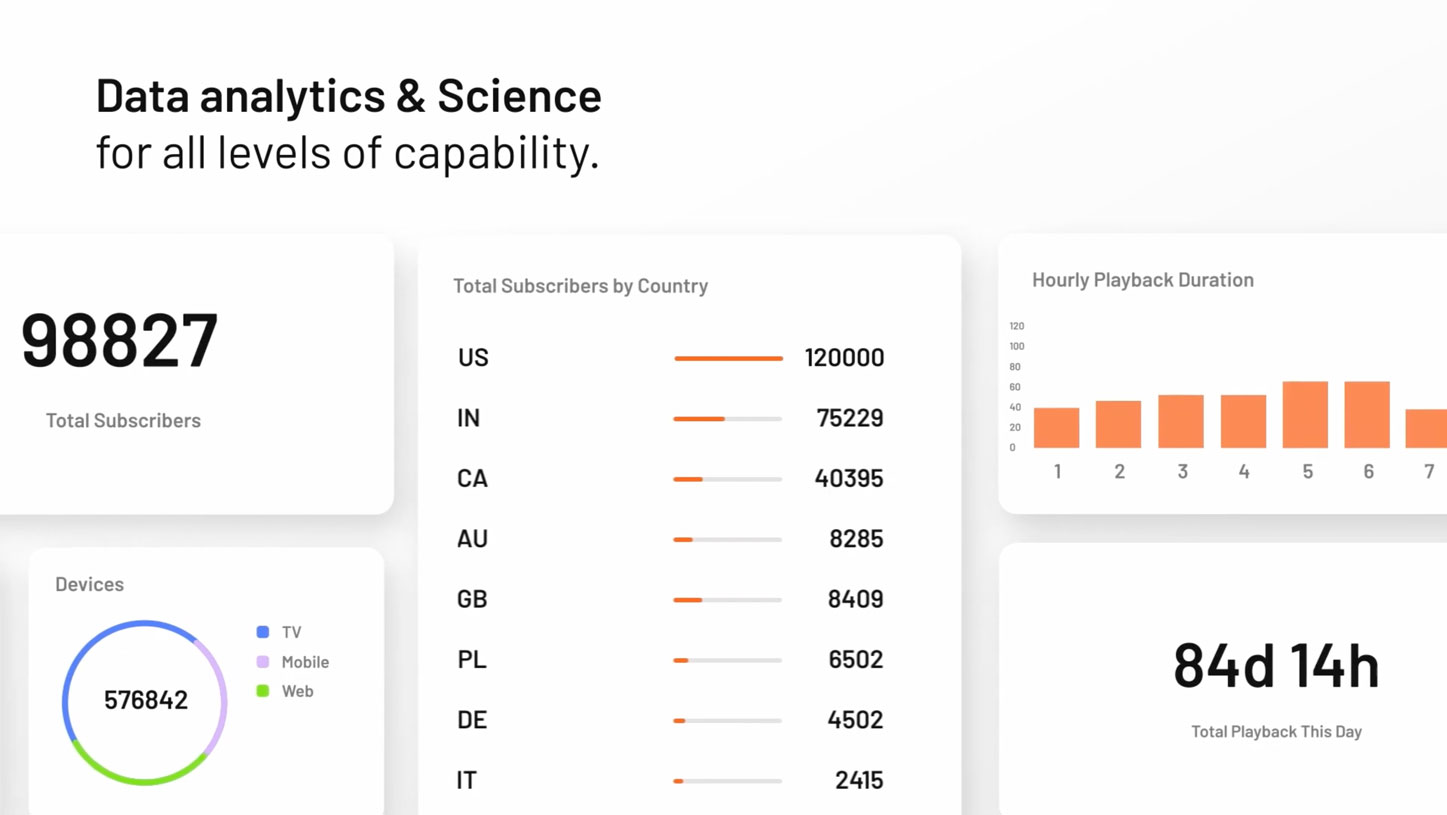 Data analytics & Science
for all levels of capability.
98827
Total Subscribers
Devices
576842
TV
Mobile
Web
Total Subscribers by Country
US 120000
IN 75229
CA 40395
AU 8285
GB 8409
PL 6502
DE 4502
IT 2415
Hourly Playback Duration
120
100
80
60
40
20
0
1 2 3 4 5 6 7
84d 14h
Total Playback This Day